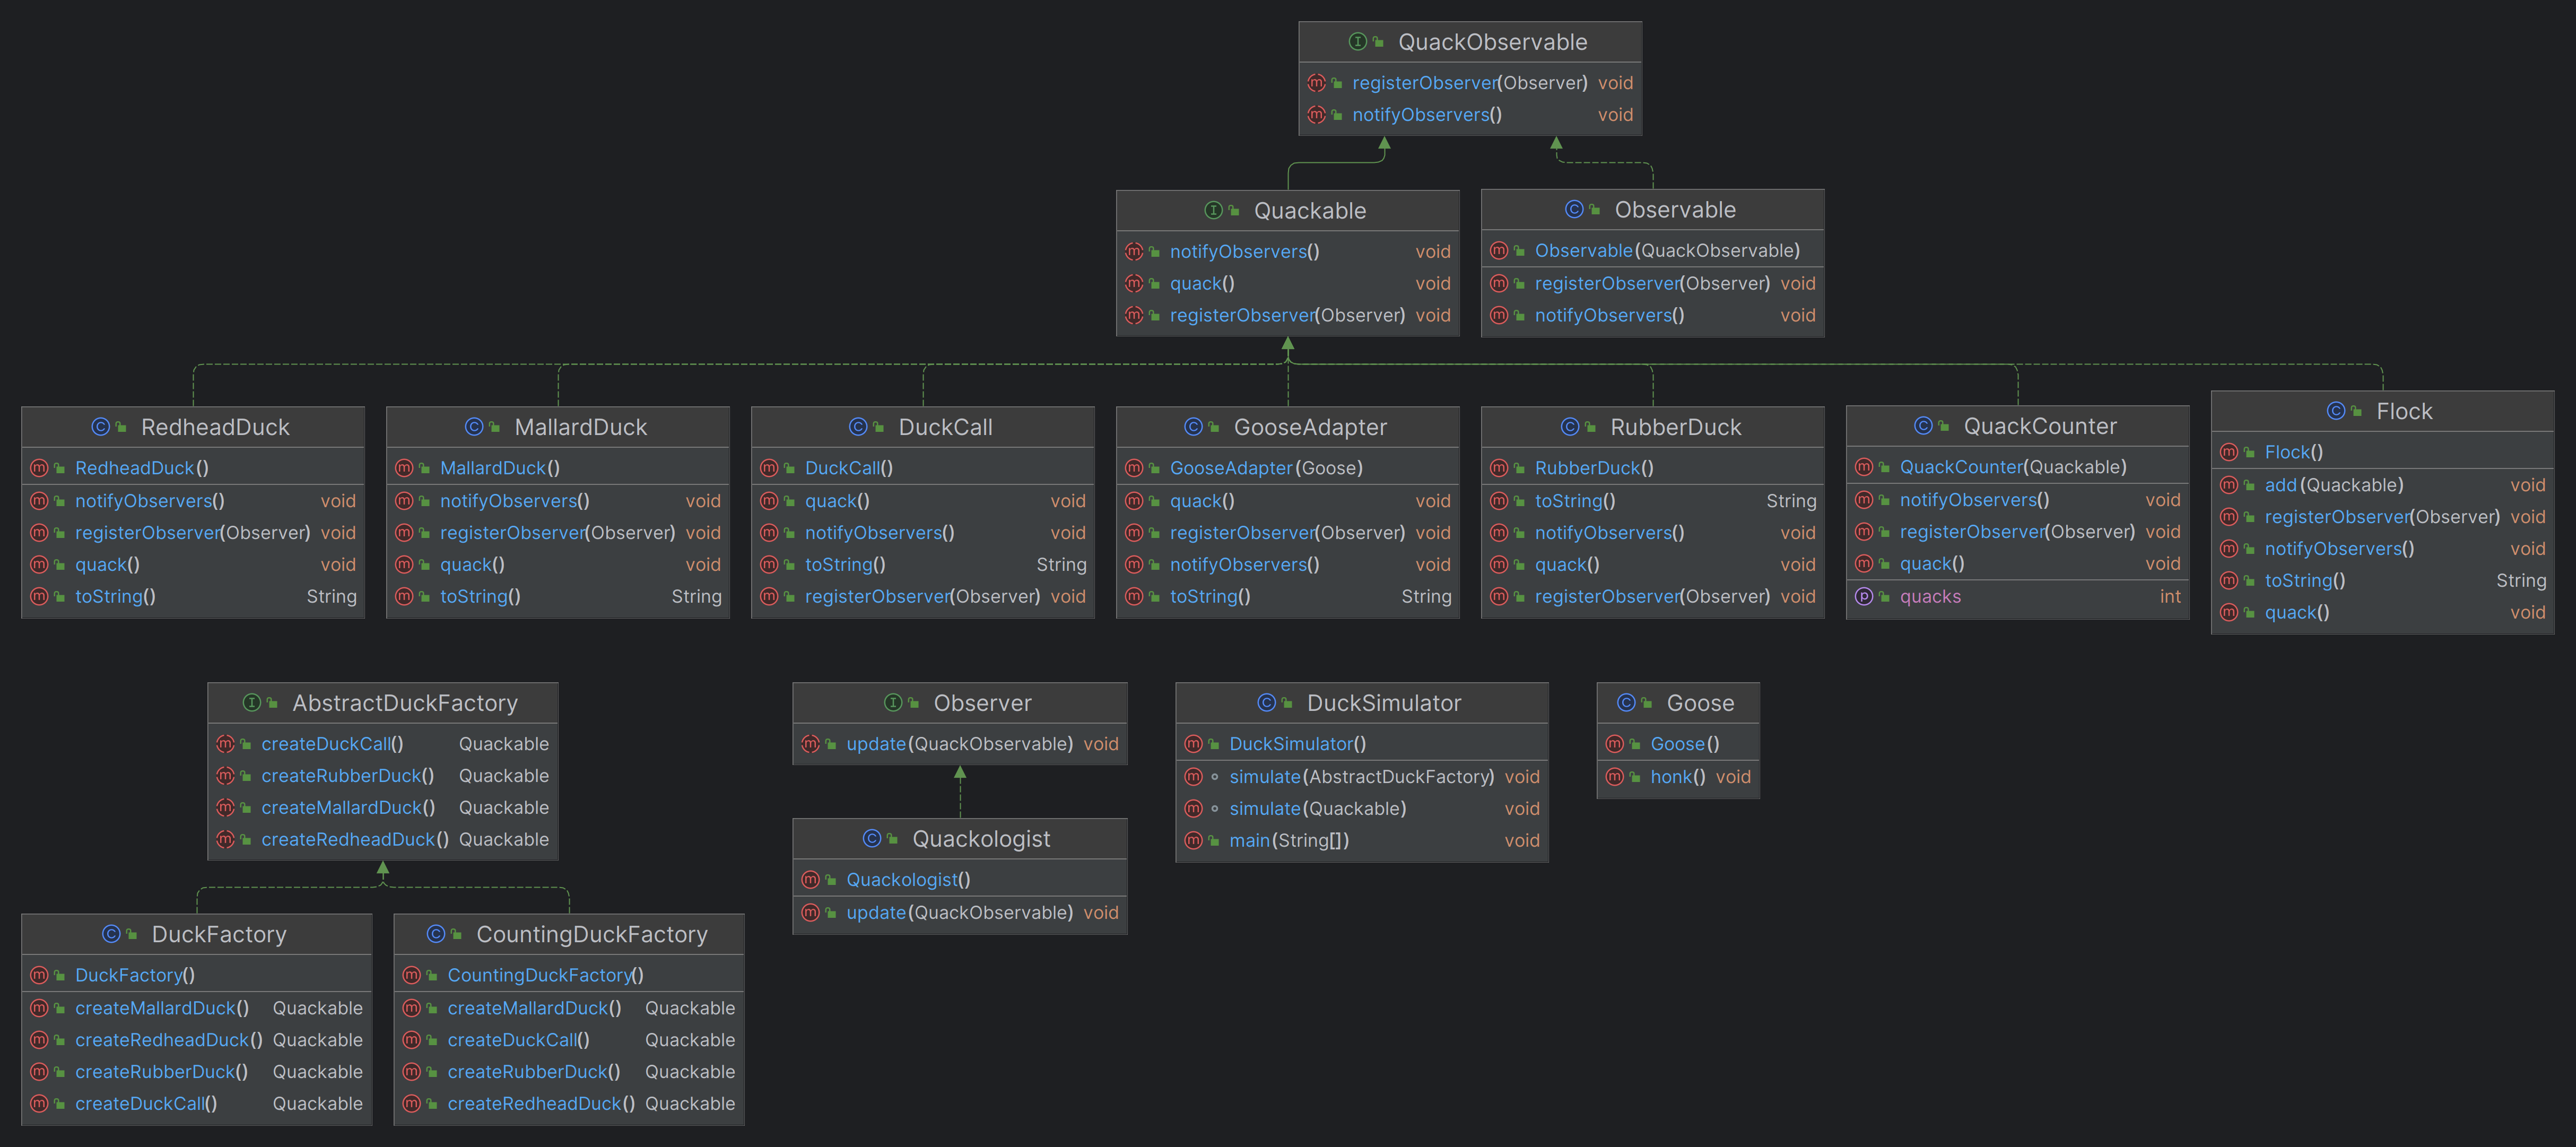 QuackObservable
registerObserver(Observer) void
notifyObservers() void
Quackable
notifyObservers() void
quack() void
registerObserver(Observer) void
Observable
Observable(QuackObservable)
registerObserver(Observer) void
notifyObservers() void
RedheadDuck
RedheadDuck()
notifyObservers() void
registerObserver(Observer) void
quack() void
toString() String
MallardDuck
MallardDuck()
notifyObservers() void
registerObserver(Observer) void
quack() void
toString() String
DuckCall
DuckCall()
quack() void
notifyObservers() void
toString() String
registerObserver(Observer) void
GooseAdapter
GooseAdapter(Goose)
quack() void
registerObserver(Observer) void
notifyObservers() void
toString() String
RubberDuck
RubberDuck()
toString() String
notifyObservers() void
quack() void
registerObserver(Observer) void
QuackCounter
QuackCounter(Quackable)
notifyObservers() void
registerObserver(Observer) void
quack() void
quacks int
Flock
Flock()
add(Quackable) void
registerObserver(Observer) void
notifyObservers() void
toString() String
quack() void
AbstractDuckFactory
createDuckCall() Quackable
createRubberDuck() Quackable
createMallardDuck() Quackable
createRedheadDuck() Quackable
Observer
update(QuackObservable) void
DuckSimulator
DuckSimulator()
simulate(AbstractDuckFactory) void
simulate(Quackable) void
main(String[]) void
Goose
Goose()
honk() void
Quackologist
Quackologist()
update(QuackObservable) void
DuckFactory
DuckFactory()
createMallardDuck() Quackable
createRedheadDuck() Quackable
createRubberDuck() Quackable
createDuckCall() Quackable
CountingDuckFactory
CountingDuckFactory()
createMallardDuck() Quackable
createDuckCall() Quackable
createRubberDuck() Quackable
createRedheadDuck() Quackable